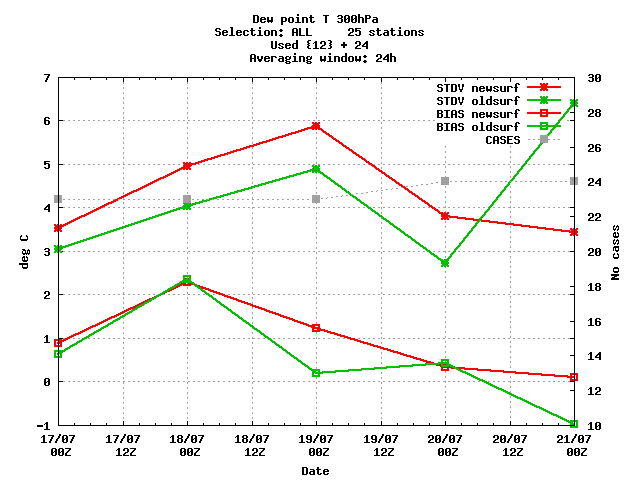 Dew point T 300hPa
Selection: ALL     25 stations
Used {12} + 24
Averaging window: 24h
7
6
5
4
3
2
1
0
-1
deg C
30
28
26
24
22
20
18
16
14
12
10
No cases
STDV newsurf
STDV oldsurf
BIAS newsurf
BIAS oldsurf
CASES
17/07 17/07 18/07 18/07 19/07 19/07 20/07 20/07 21/07
00Z 12Z 00Z 12Z 00Z 12Z 00Z 12Z 00Z
Date